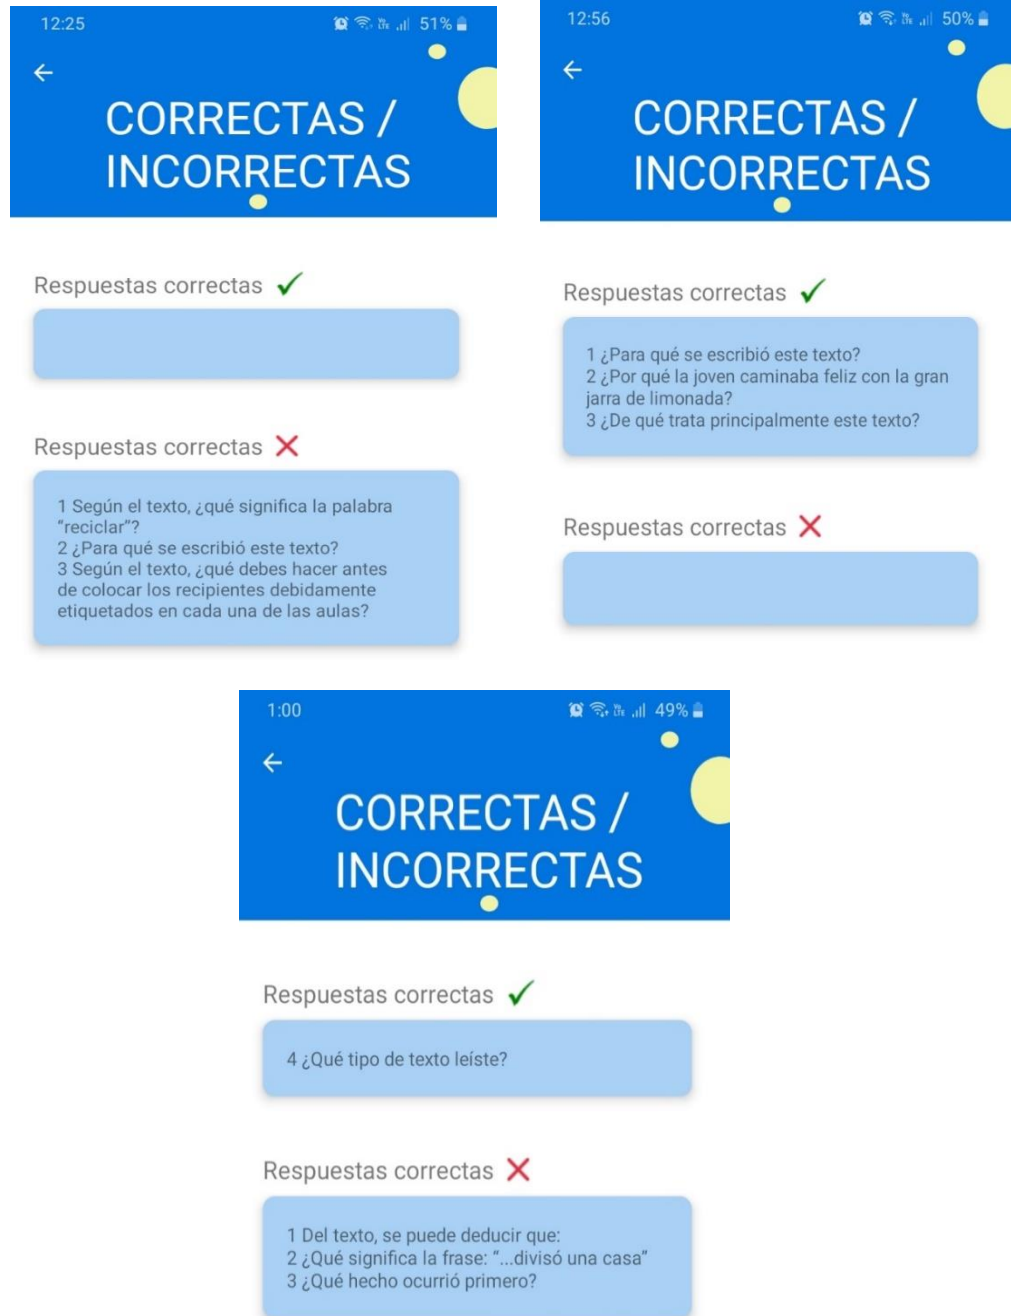 12:25
51%
CORRECTAS /
INCORRECTAS
Respuestas correctas
Respuestas correctas
1 Según el texto, ¿qué significa la palabra
“reciclar”?
2 ¿Para qué se escribió este texto?
3 Según el texto, ¿qué debes hacer antes
de colocar los recipientes debidamente
etiquetados en cada una de las aulas?
12:56
50%
CORRECTAS /
INCORRECTAS
Respuestas correctas
1 ¿Para qué se escribió este texto?
2 ¿Por qué la joven caminaba feliz con la gran
jarra de limonada?
3 ¿De qué trata principalmente este texto?
Respuestas correctas
1:00
49%
CORRECTAS /
INCORRECTAS
Respuestas correctas
4 ¿Qué tipo de texto leíste?
Respuestas correctas
1 Del texto, se puede deducir que:
2 ¿Qué significa la frase: “...divisó una casa”
3 ¿Qué hecho ocurrió primero?